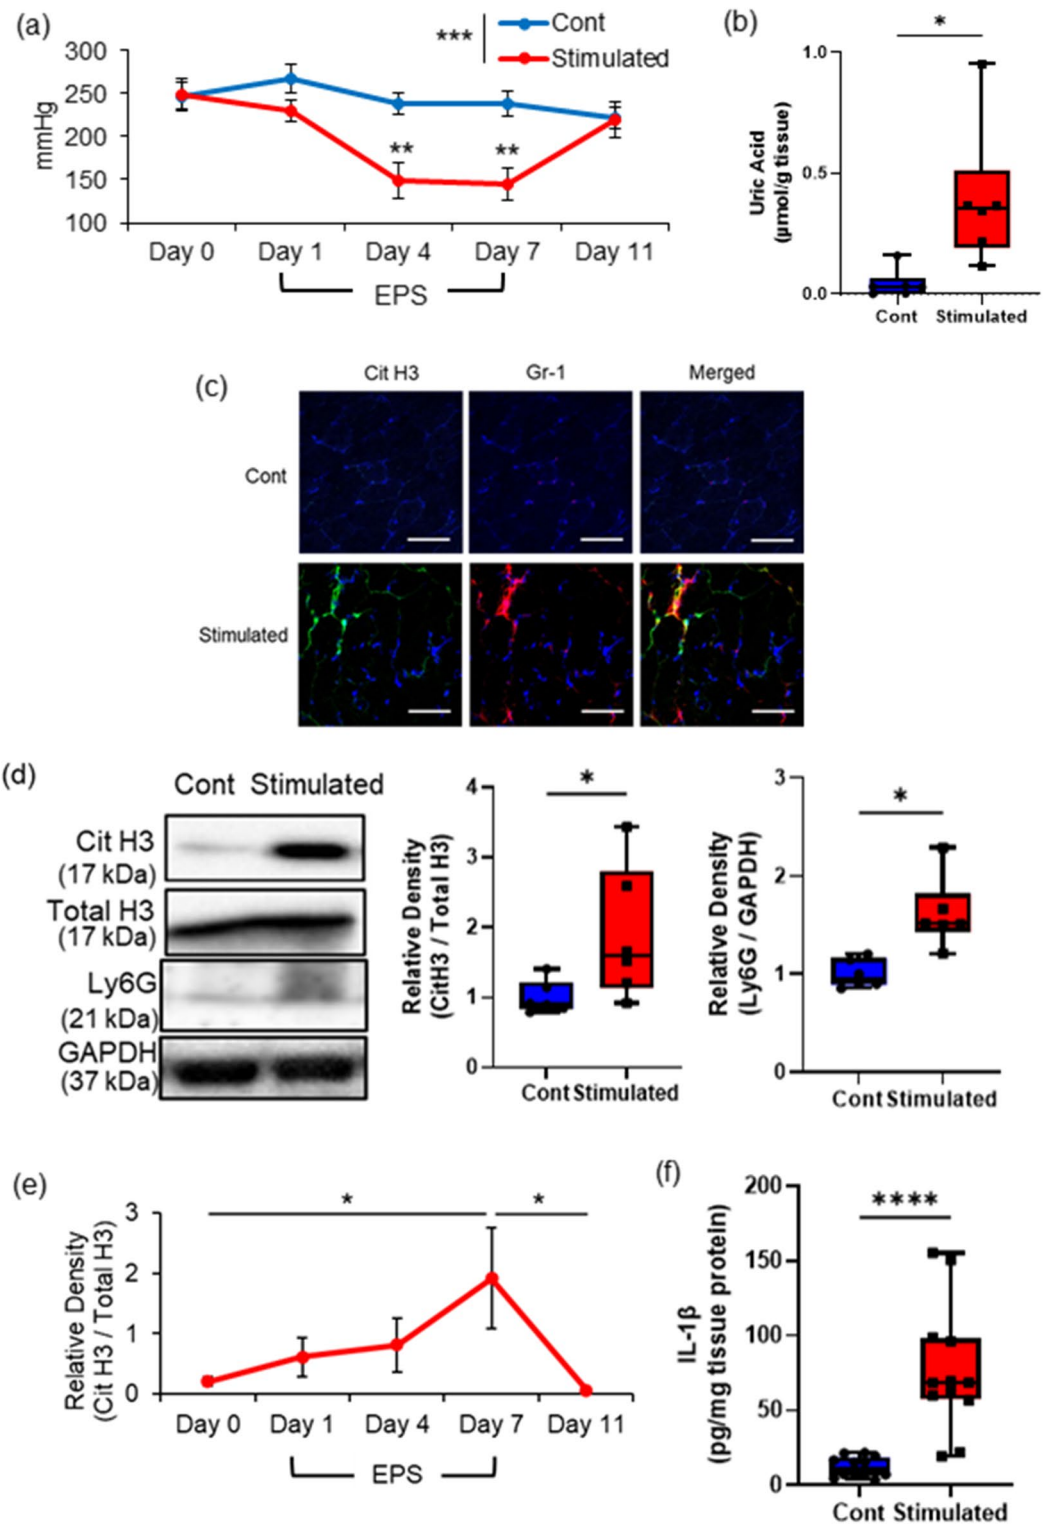 (a)
*** Cont
Stimulated
300
250
200
150
100
mmHg
** **
Day 0 Day 1 Day 4 Day 7 Day 11
EPS
(b)
*
1.0
0.5
0.0
Uric Acid
(µmol/g tissue)
Cont Stimulated
(c)
Cit H3 Gr-1 Merged
Cont
Stimulated
(d)
Cont Stimulated
Cit H3
(17 kDa)
Total H3
(17 kDa)
Ly6G
(21 kDa)
GAPDH
(37 kDa)
*
4
3
2
1
0
Relative Density
(CitH3 / Total H3)
Cont Stimulated
*
3
2
1
0
Relative Density
(Ly6G / GAPDH)
Cont Stimulated
(e)
* *
3
2
1
0
Relative Density
(Cit H3 / Total H3)
Day 0 Day 1 Day 4 Day 7 Day 11
EPS
(f)
****
200
150
100
50
0
IL-1β
(pg/mg tissue protein)
Cont Stimulated